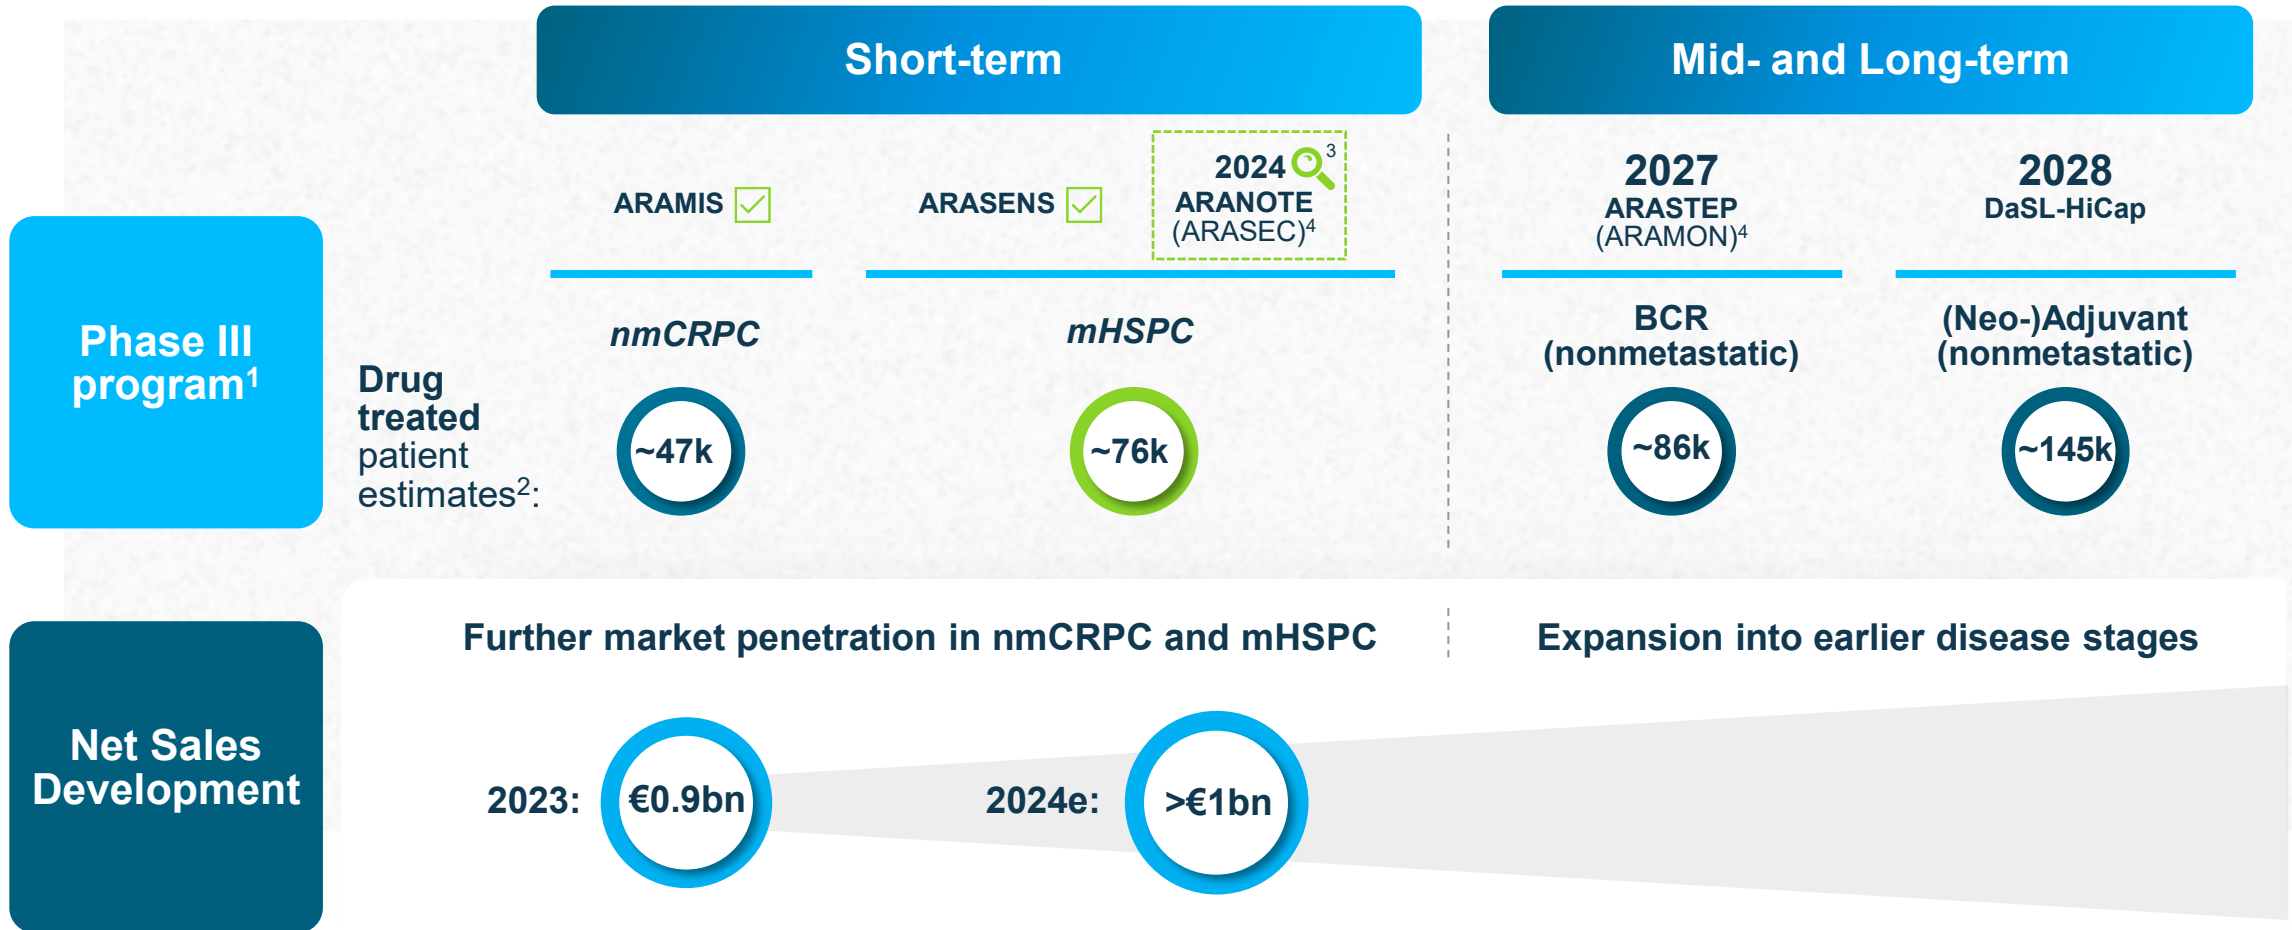 Short-term
Mid- and Long-term
Phase III
program1
ARAMIS
ARASENS
2024 3
ARANOTE
(ARASEC)4
2027
ARASTEP
(ARAMON)4
2028
DaSL-HiCap
nmCRPC
mHSPC
BCR
(nonmetastatic)
(Neo-)Adjuvant
(nonmetastatic)
Drug
treated
patient
estimates2:
~47k
~76k
~86k
~145k
Net Sales
Development
Further market penetration in nmCRPC and mHSPC
Expansion into earlier disease stages
2023:
€0.9bn
2024e:
>€1bn